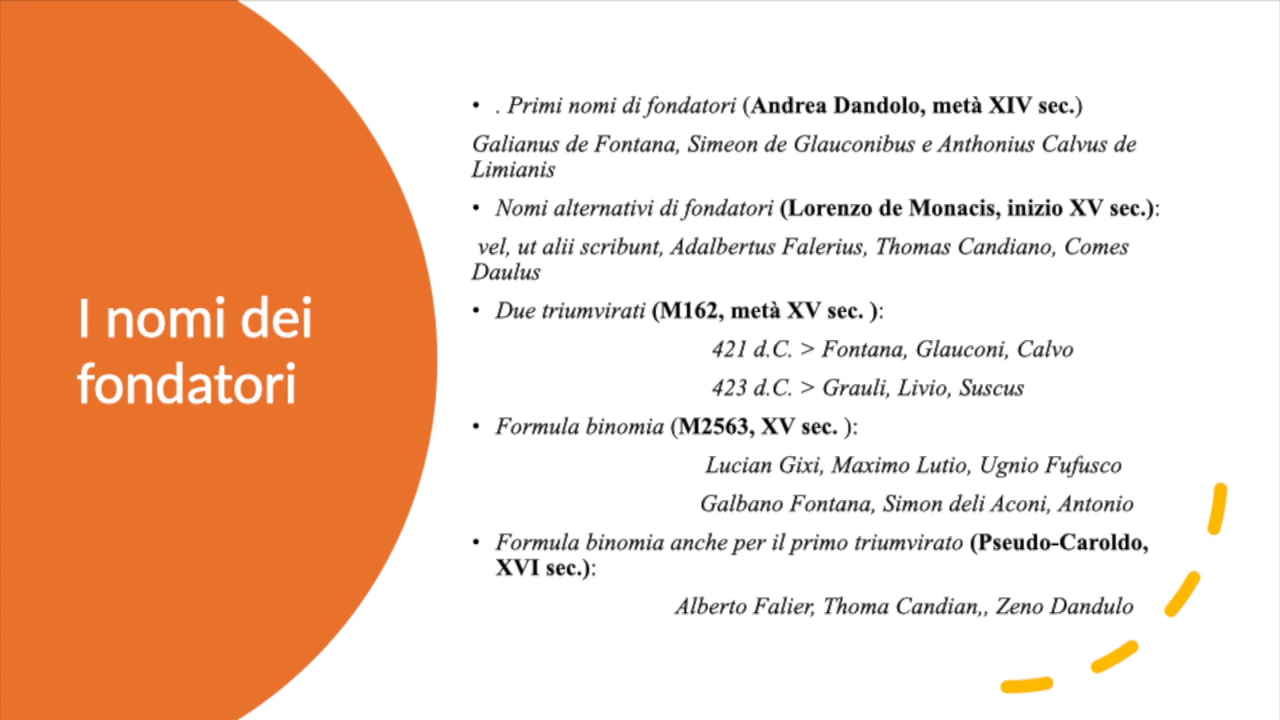 I nomi dei
fondatori
• . Primi nomi di fondatori (Andrea Dandolo, metà XIV sec.)
Galianus de Fontana, Simeon de Glauconibus e Anthonius Calvus de
Limianis
• Nomi alternativi di fondatori (Lorenzo de Monacis, inizio XV sec.):
vel, ut alii scribunt, Adalbertus Falerius, Thomas Candiano, Comes
Daulus
• Due triumvirati (M162, metà XV sec. ):
421 d.C. > Fontana, Glauconi, Calvo
423 d.C. > Grauli, Livio, Suscus
• Formula binomia (M2563, XV sec. ):
Lucian Gixi, Maximo Lutio, Ugnio Fufusco
Galbano Fontana, Simon deli Aconi, Antonio
• Formula binomia anche per il primo triumvirato (Pseudo-Caroldo,
XVI sec.):
Alberto Falier, Thoma Candian,, Zeno Dandulo